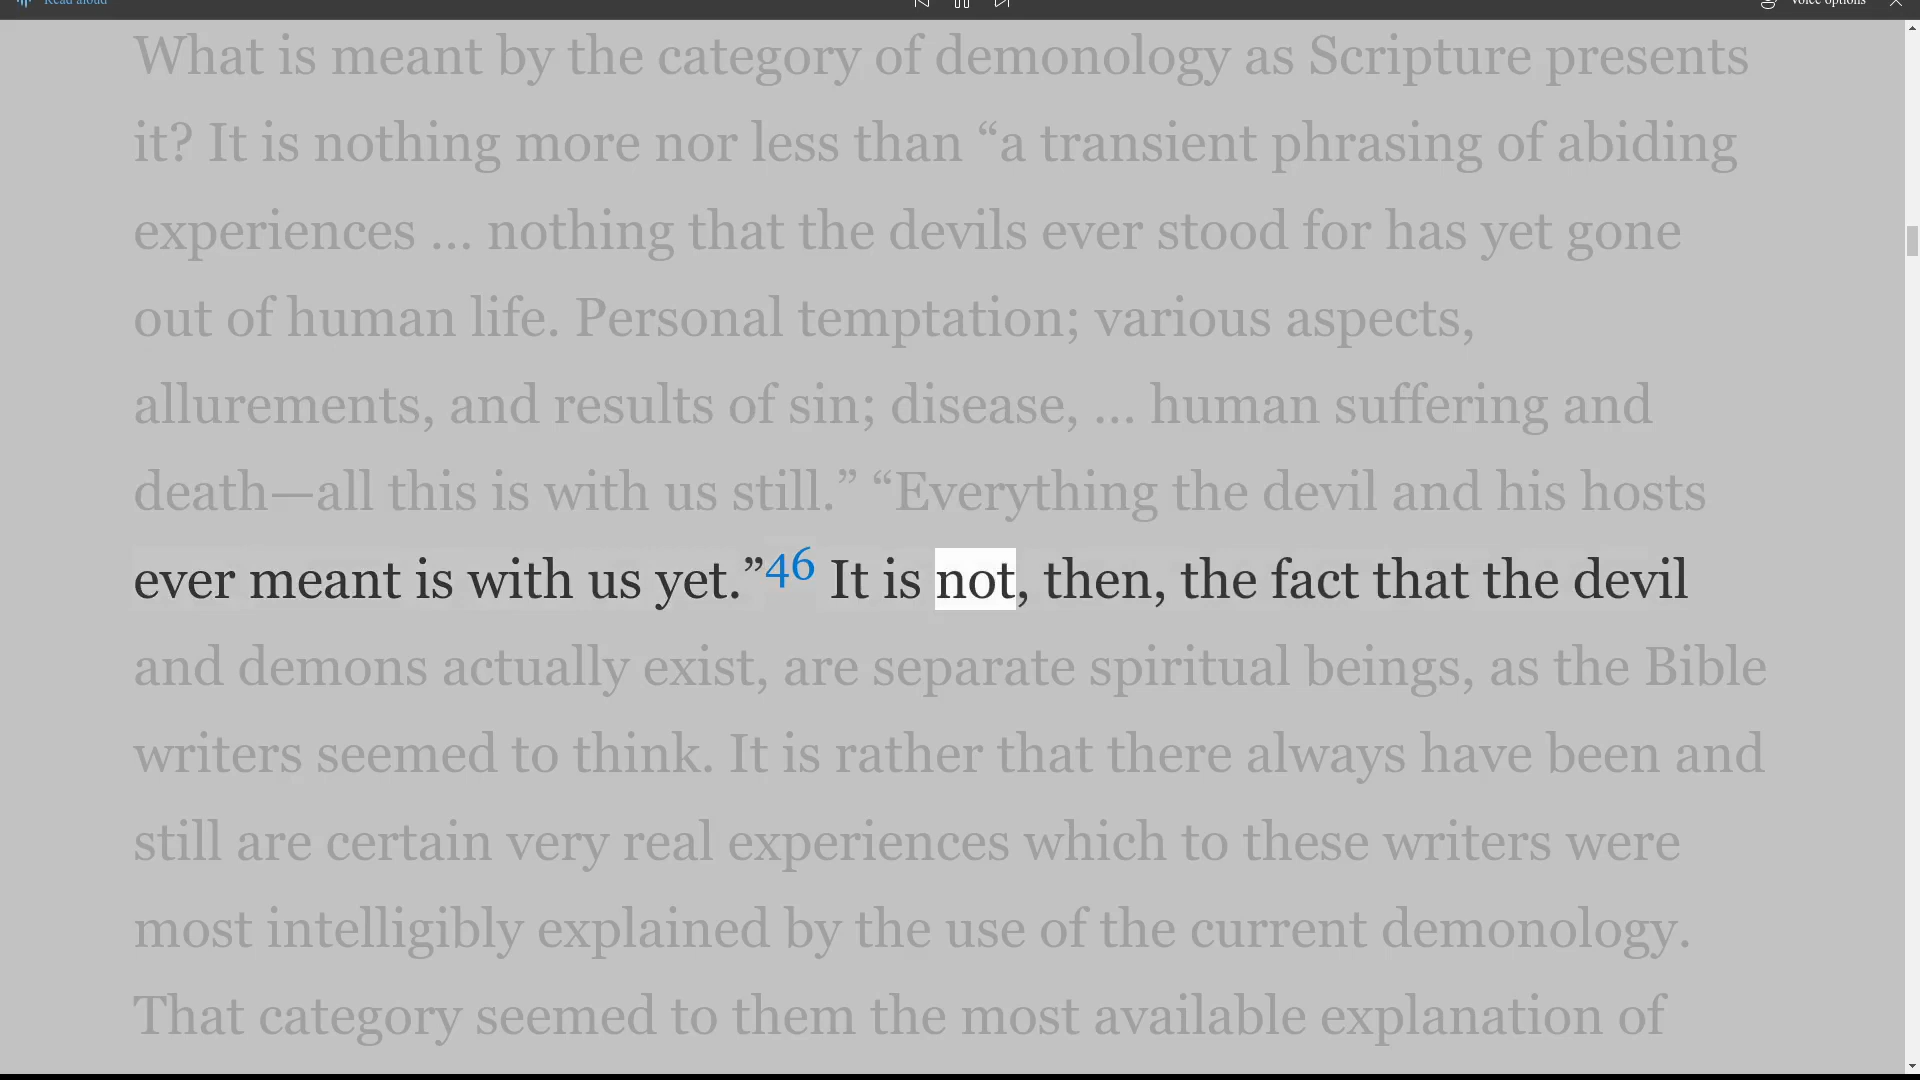 Read aloud
Voice options
What is meant by the category of demonology as Scripture presents
it? It is nothing more nor less than “a transient phrasing of abiding
experiences ... nothing that the devils ever stood for has yet gone
out of human life. Personal temptation; various aspects,
allurements, and results of sin; disease, ... human suffering and
death—all this is with us still.” “Everything the devil and his hosts
ever meant is with us yet.”46 It is not, then, the fact that the devil
and demons actually exist, are separate spiritual beings, as the Bible
writers seemed to think. It is rather that there always have been and
still are certain very real experiences which to these writers were
most intelligibly explained by the use of the current demonology.
That category seemed to them the most available explanation of